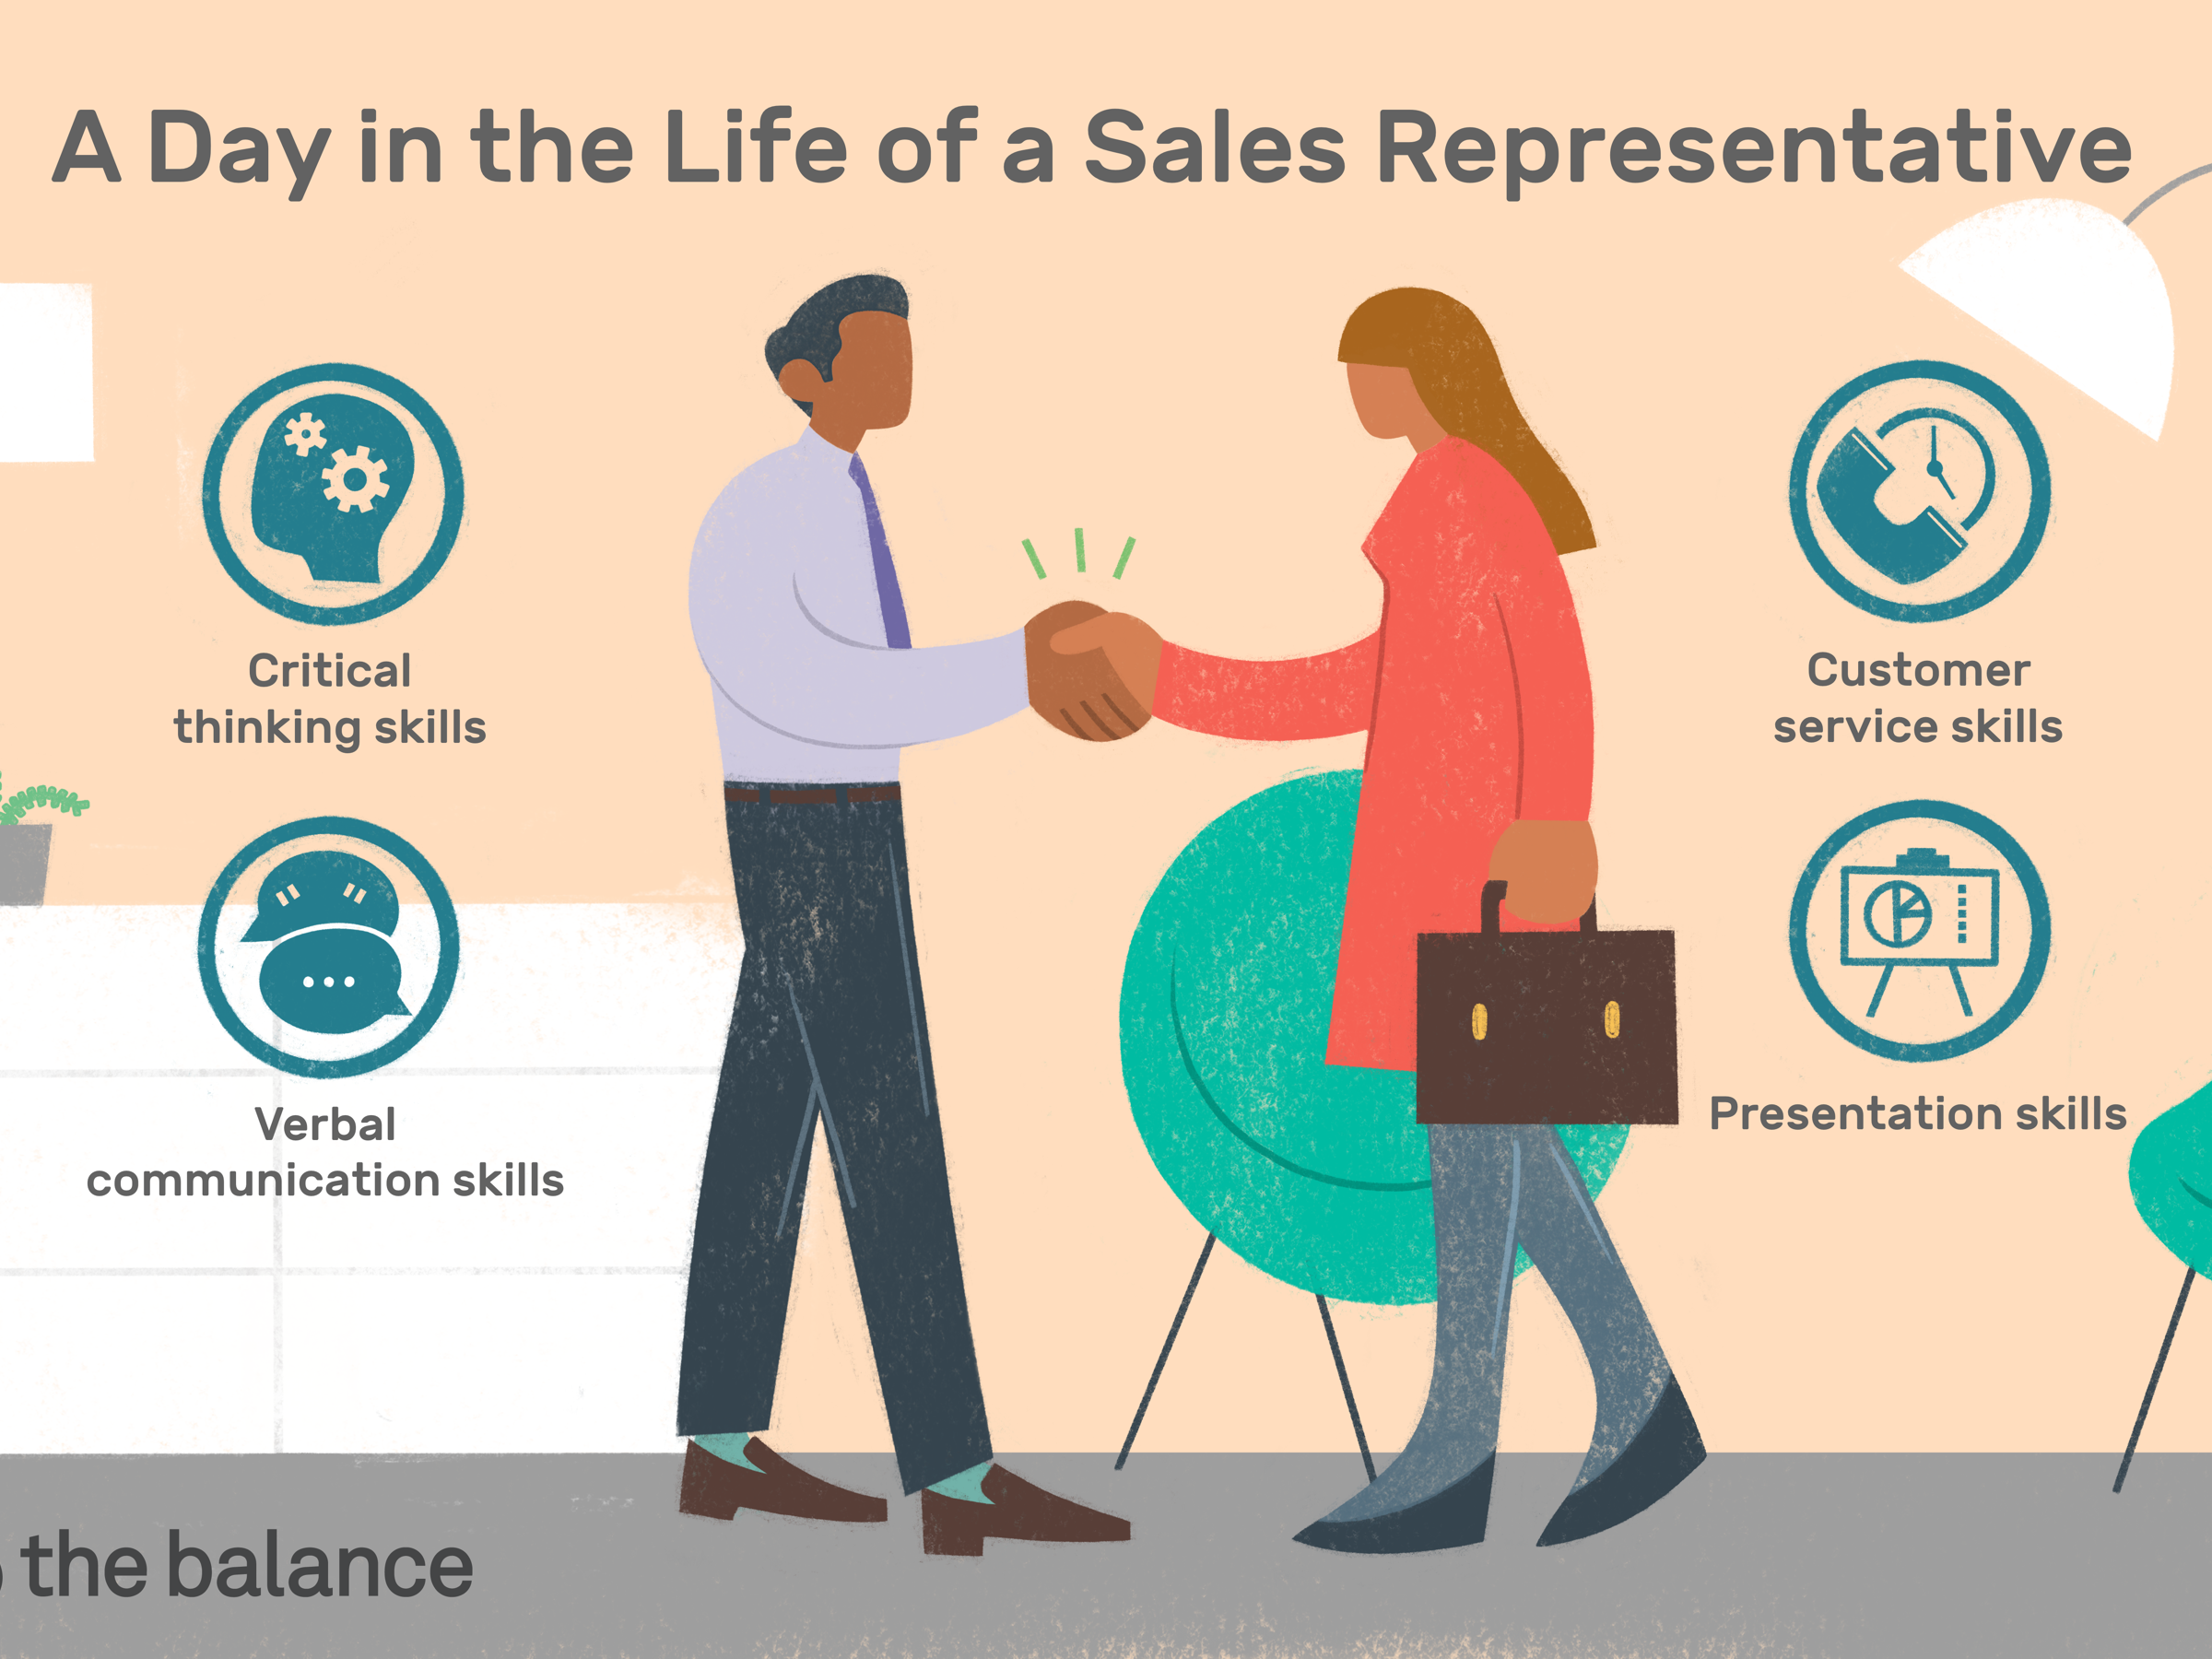 A Day in the Life of a Sales Representative
Critical
thinking skills
Customer
service skills
Verbal
communication skills
Presentation skills
the balance